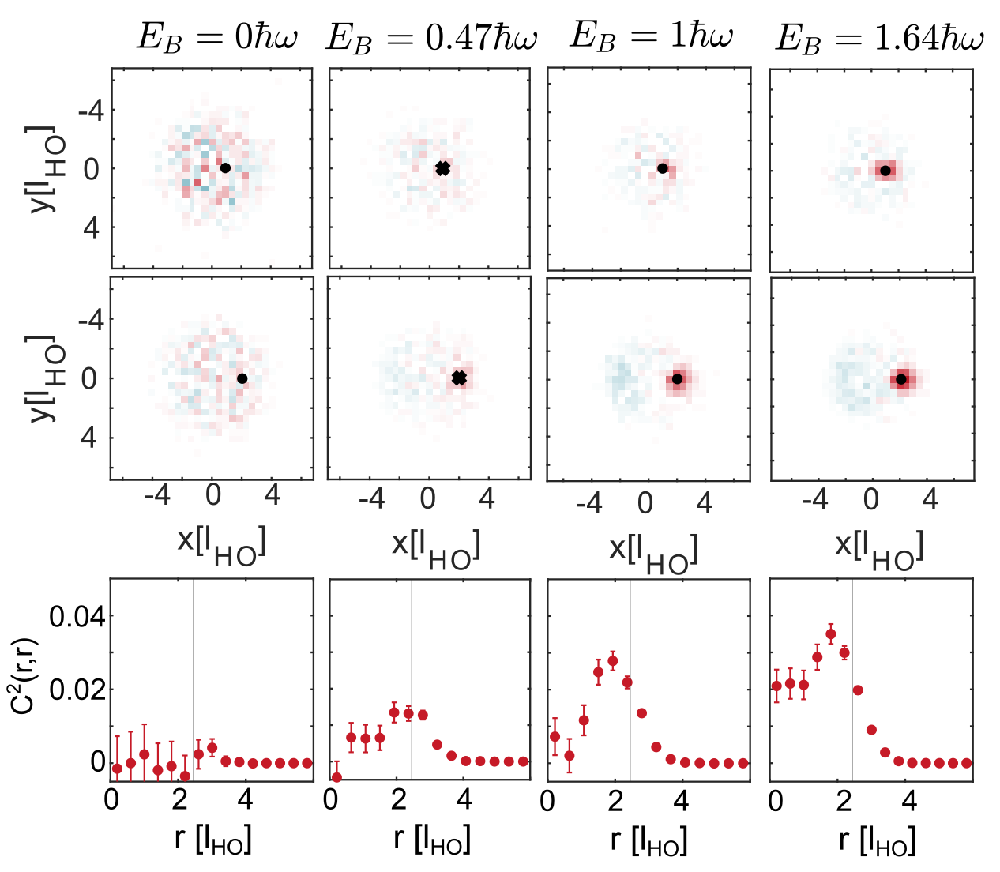 E_B = 0ħω E_B = 0.47ħω E_B = 1ħω E_B = 1.64ħω
y[l_HO]
-4
0
4
y[l_HO]
-4
0
4
-4 0 4 -4 0 4 -4 0 4 -4 0 4
x[l_HO] x[l_HO] x[l_HO] x[l_HO]
C²(r,r)
0.04
0.02
0
0 2 4 0 2 4 0 2 4 0 2 4
r [l_HO] r [l_HO] r [l_HO] r [l_HO]